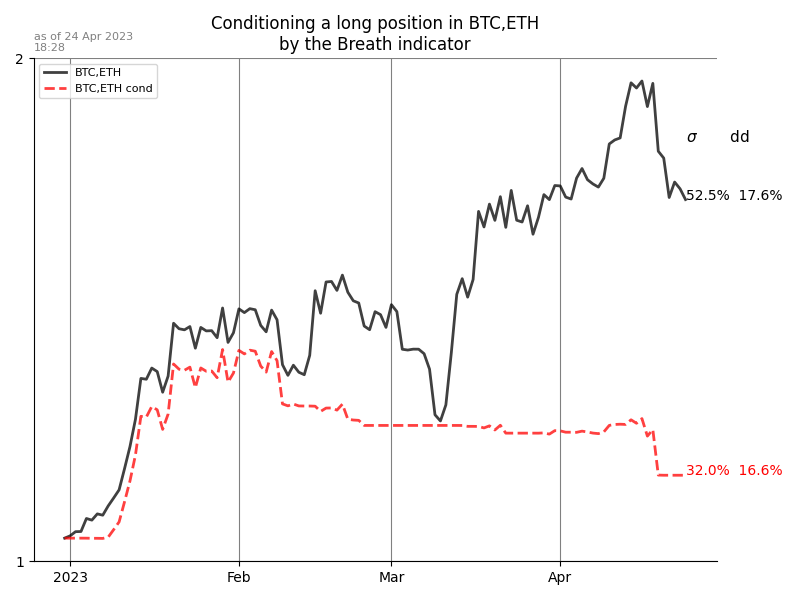 Conditioning a long position in BTC,ETH
by the Breath indicator
as of 24 Apr 2023
18:28
2
BTC,ETH
BTC,ETH cond
σ dd
52.5% 17.6%
32.0% 16.6%
1
2023 Feb Mar Apr